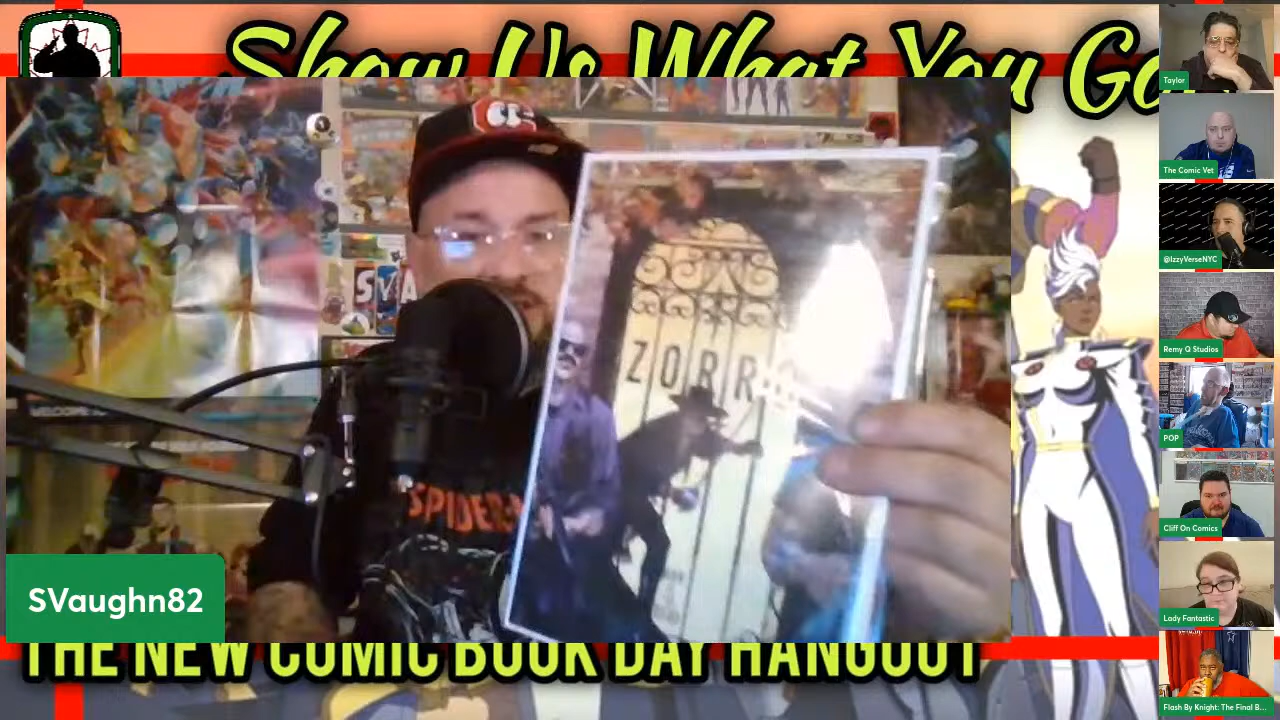 Show Us What You Go
Taylor
The Comic Vet
@IzzyVerseNYC
Remy Q Studios
POP
Cliff On Comics
Lady Fantastic
Flash By Knight: The Final B...
ZORR
SPIDER-
SVaughn82
THE NEW COMIC BOOK DAY HANGOUT